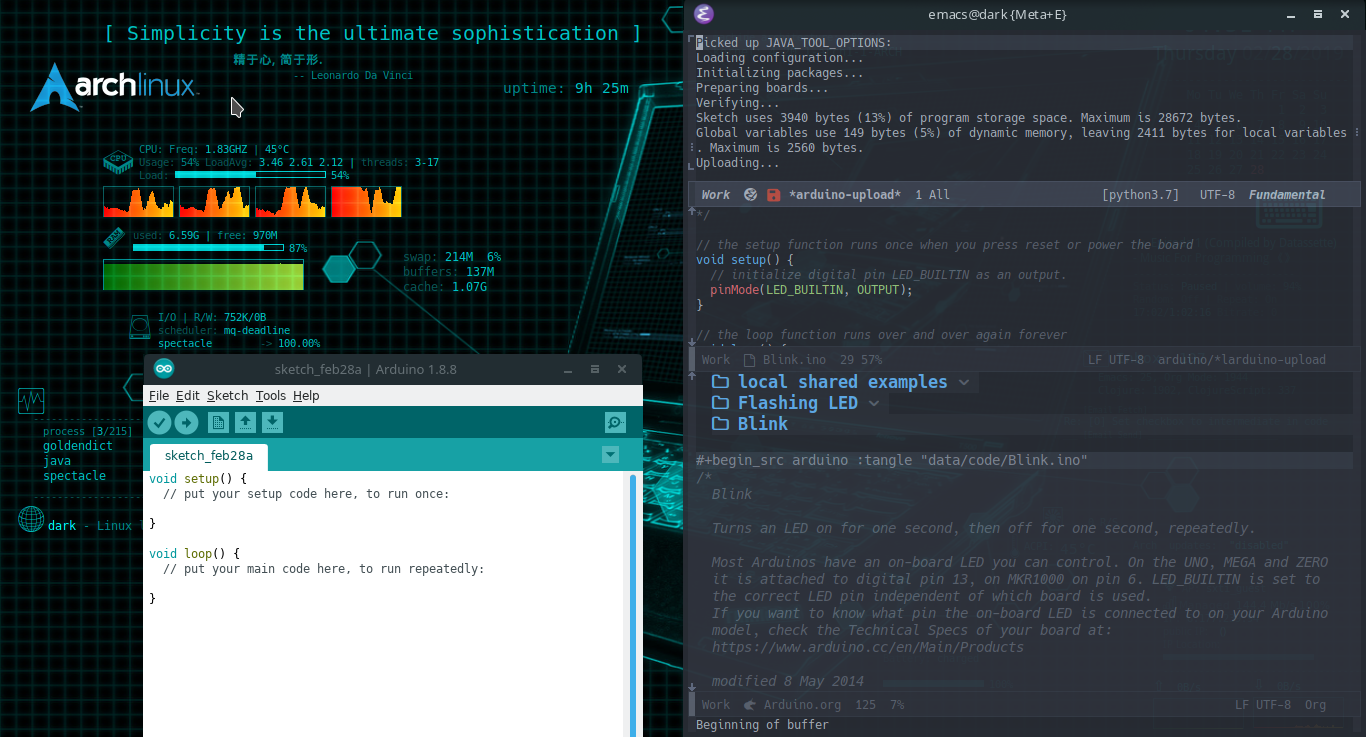 [ Simplicity is the ultimate sophistication ]
精于心, 简于形.
-- Leonardo Da Vinci
archlinux
uptime: 9h 25m
CPU
CPU: Freq: 1.83GHZ | 45°C
Usage: 54% LoadAvg: 3.46 2.61 2.12 | threads: 3-17
Load: 54%
used: 6.59G | free: 970M
87%
swap: 214M 6%
buffers: 137M
cache: 1.07G
I/O | R/W: 752K/0B
scheduler: mq-deadline
spectacle -> 100.00%
process [3/215]
goldendict
java
spectacle
dark - Linux
sketch_feb28a | Arduino 1.8.8
File Edit Sketch Tools Help
sketch_feb28a
void setup() {
// put your setup code here, to run once:
}
void loop() {
// put your main code here, to run repeatedly:
}
emacs@dark {Meta+E}
Picked up JAVA_TOOL_OPTIONS:
Loading configuration...
Initializing packages...
Preparing boards...
Verifying...
Sketch uses 3940 bytes (13%) of program storage space. Maximum is 28672 bytes.
Global variables use 149 bytes (5%) of dynamic memory, leaving 2411 bytes for local variables
. Maximum is 2560 bytes.
Uploading...
Work *arduino-upload* 1 All [python3.7] UTF-8 Fundamental
*/
// the setup function runs once when you press reset or power the board
void setup() {
// initialize digital pin LED_BUILTIN as an output.
pinMode(LED_BUILTIN, OUTPUT);
}
// the loop function runs over and over again forever
Work Blink.ino 29 57% LF UTF-8 arduino/*larduino-upload
local shared examples
Flashing LED
Blink
#+begin_src arduino :tangle "data/code/Blink.ino"
/*
Blink
Turns an LED on for one second, then off for one second, repeatedly.
Most Arduinos have an on-board LED you can control. On the UNO, MEGA and ZERO
it is attached to digital pin 13, on MKR1000 on pin 6. LED_BUILTIN is set to
the correct LED pin independent of which board is used.
If you want to know what pin the on-board LED is connected to on your Arduino
model, check the Technical Specs of your board at:
https://www.arduino.cc/en/Main/Products
modified 8 May 2014
Work Arduino.org 125 7% LF UTF-8 Org
Beginning of buffer